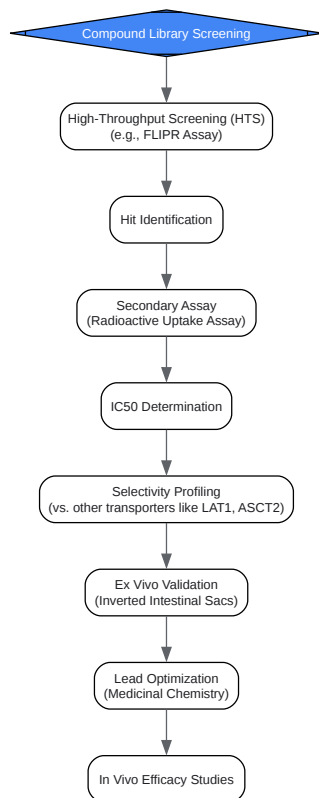 Compound Library Screening
High-Throughput Screening (HTS)
(e.g., FLIPR Assay)
Hit Identification
Secondary Assay
(Radioactive Uptake Assay)
IC50 Determination
Selectivity Profiling
(vs. other transporters like LAT1, ASCT2)
Ex Vivo Validation
(Inverted Intestinal Sacs)
Lead Optimization
(Medicinal Chemistry)
In Vivo Efficacy Studies